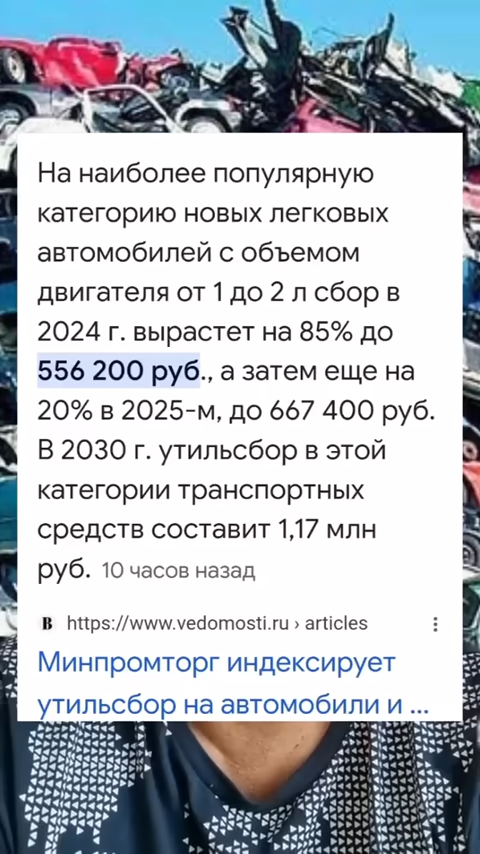 На наиболее популярную
категорию новых легковых
автомобилей с объемом
двигателя от 1 до 2 л сбор в
2024 г. вырастет на 85% до
556 200 руб., а затем еще на
20% в 2025-м, до 667 400 руб.
В 2030 г. утильсбор в этой
категории транспортных
средств составит 1,17 млн
руб. 10 часов назад
В https://www.vedomosti.ru › articles
Минпромторг индексирует
утильсбор на автомобили и ...